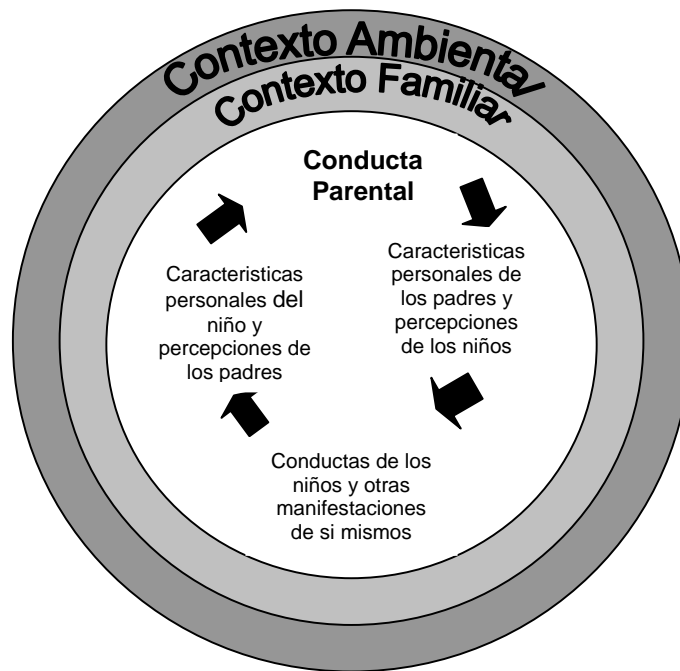 Contexto Ambiental
Contexto Familiar
Conducta
Parental
Caracteristicas
personales de
los padres y
percepciones
de los niños
Caracteristicas
personales del
niño y
percepciones de
los padres
Conductas de los
niños y otras
manifestaciones
de si mismos